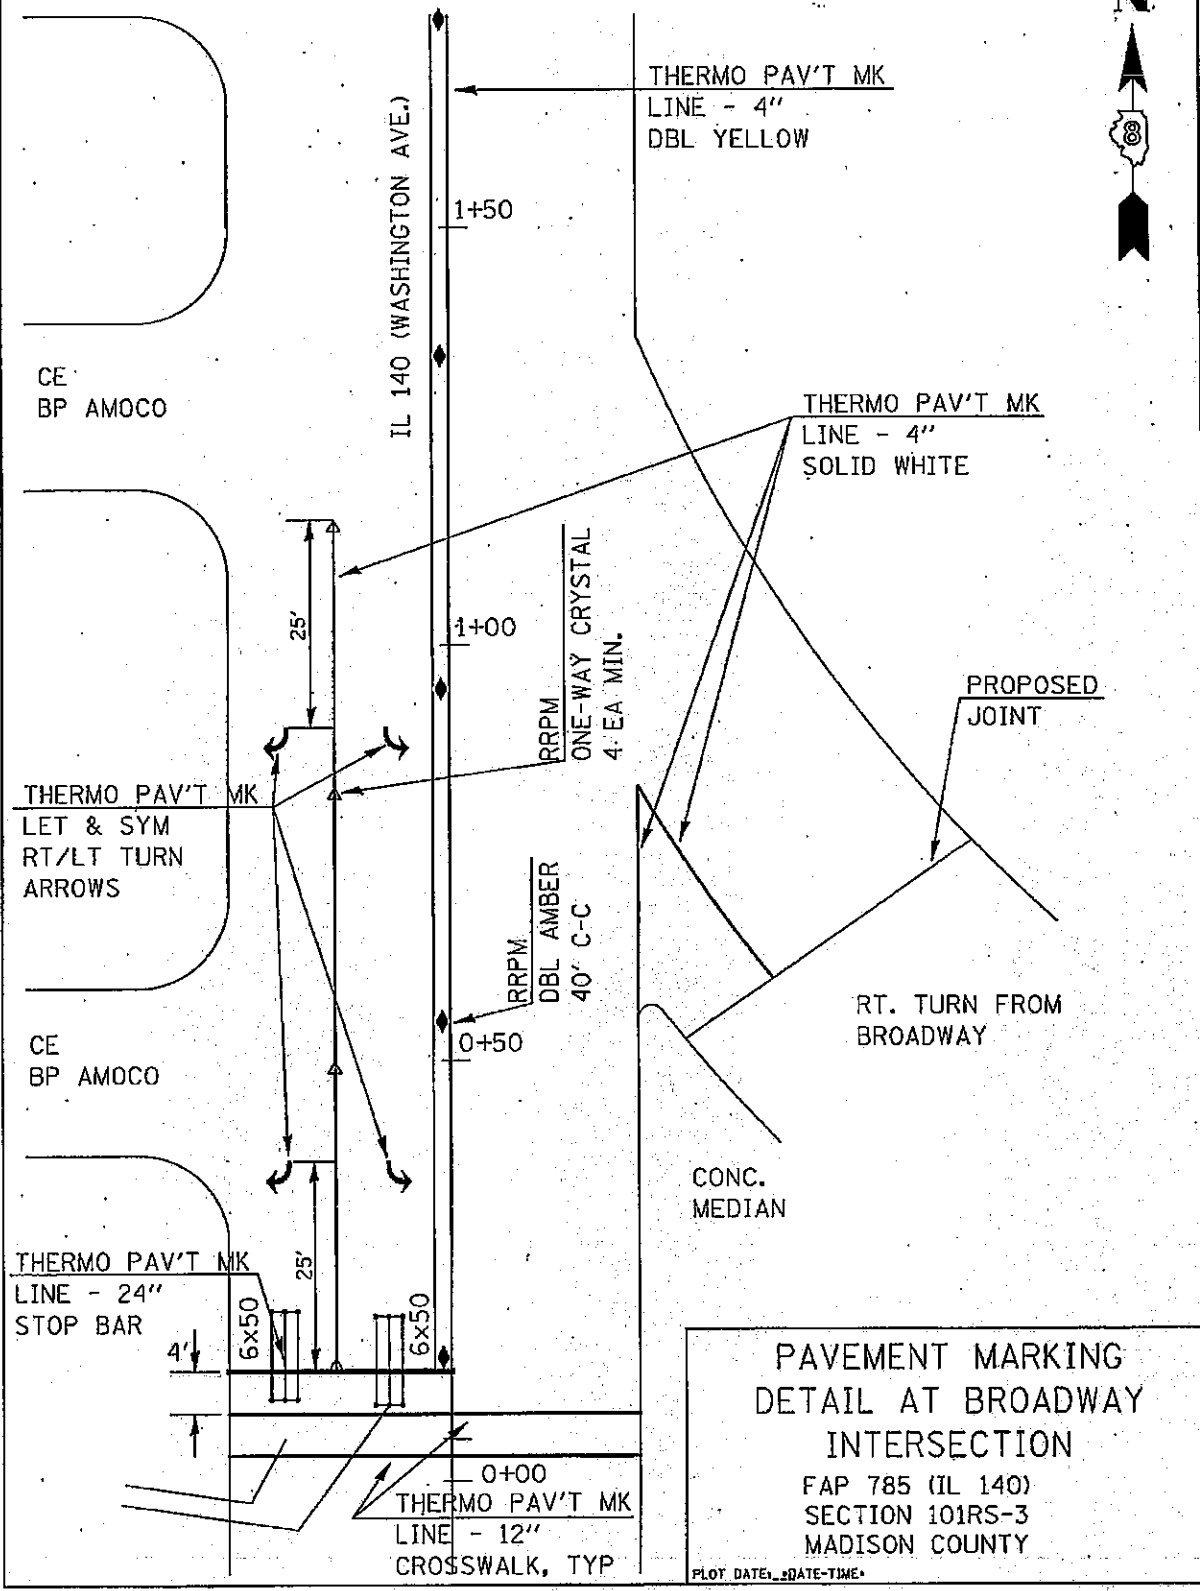 N
8
THERMO PAV'T MK
LINE - 4"
DBL YELLOW
IL 140 (WASHINGTON AVE.)
1+50
CE
BP AMOCO
THERMO PAV'T MK
LINE - 4"
SOLID WHITE
25'
1+00
RRPM
ONE-WAY CRYSTAL
4 EA MIN.
PROPOSED
JOINT
THERMO PAV'T MK
LET & SYM
RT/LT TURN
ARROWS
RRPM
DBL AMBER
40' C-C
RT. TURN FROM
BROADWAY
0+50
CE
BP AMOCO
CONC.
MEDIAN
THERMO PAV'T MK
LINE - 24"
STOP BAR
25'
6x50
6x50
4'
0+00
THERMO PAV'T MK
LINE - 12"
CROSSWALK, TYP
PAVEMENT MARKING
DETAIL AT BROADWAY
INTERSECTION
FAP 785 (IL 140)
SECTION 101RS-3
MADISON COUNTY
PLOT DATE: DATE-TIME